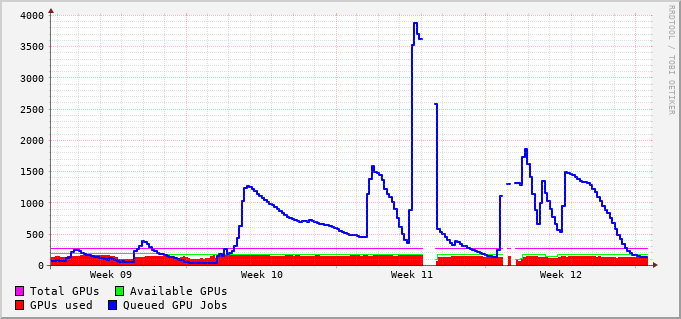 4000
3500
3000
2500
2000
1500
1000
500
0
Week 09 Week 10 Week 11 Week 12
Total GPUs Available GPUs
GPUs used Queued GPU Jobs
RRDTOOL / TOBI OETIKER